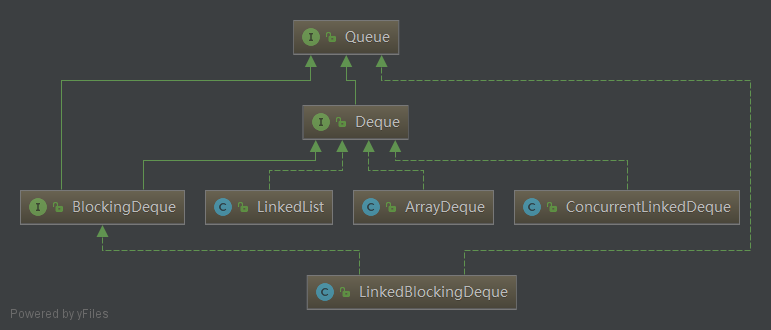 I Queue
I Deque
I BlockingDeque
C LinkedList
C ArrayDeque
C ConcurrentLinkedDeque
C LinkedBlockingDeque
Powered by yFiles